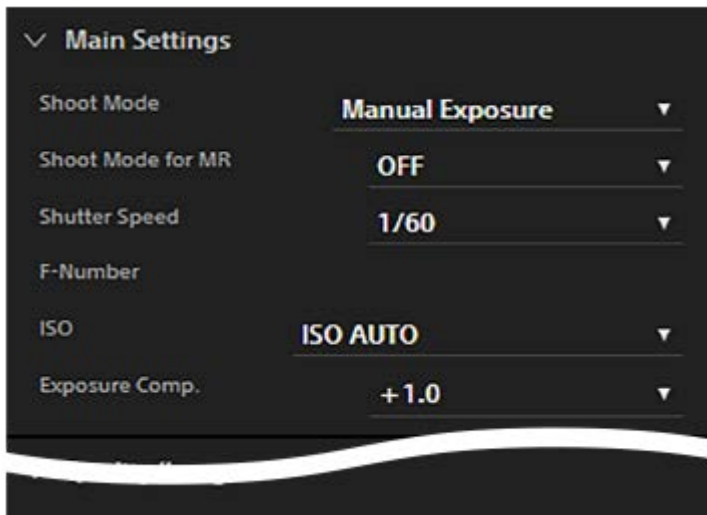 Main Settings
Shoot Mode Manual Exposure
Shoot Mode for MR OFF
Shutter Speed 1/60
F-Number
ISO ISO AUTO
Exposure Comp. +1.0